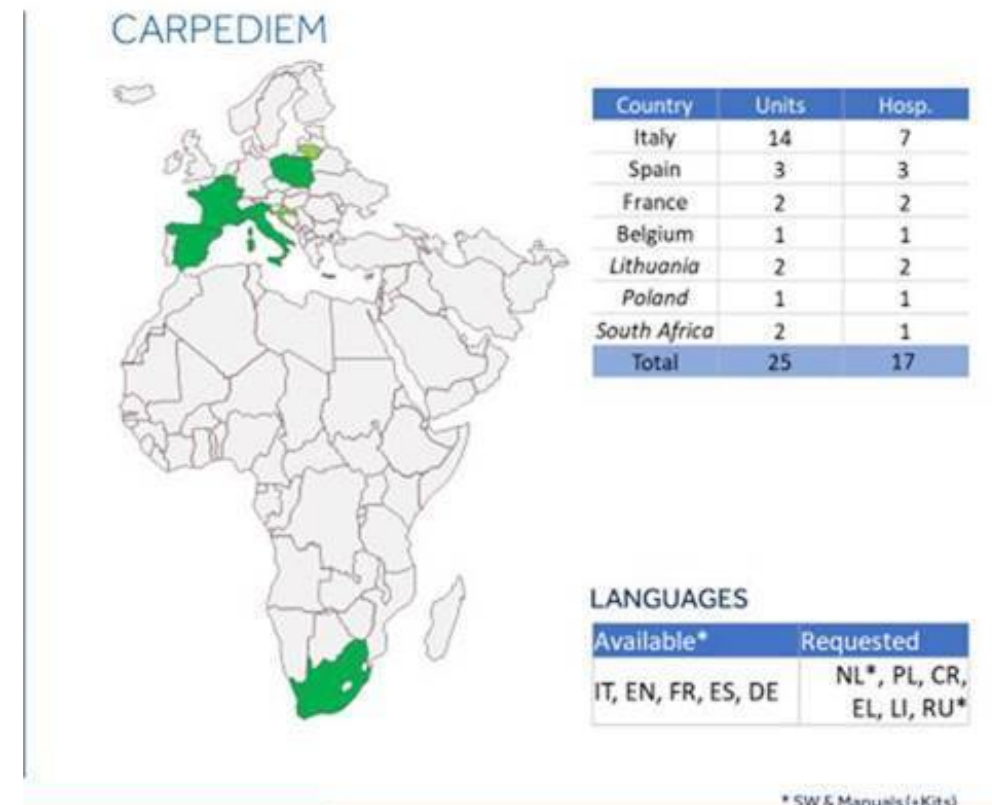 CARPEDIEM
Country Units Hosp.
Italy 14 7
Spain 3 3
France 2 2
Belgium 1 1
Lithuania 2 2
Poland 1 1
South Africa 2 1
Total 25 17
LANGUAGES
Available* Requested
IT, EN, FR, ES, DE NL*, PL, CR,
EL, LI, RU*
* SW & Manuals (+Kits)